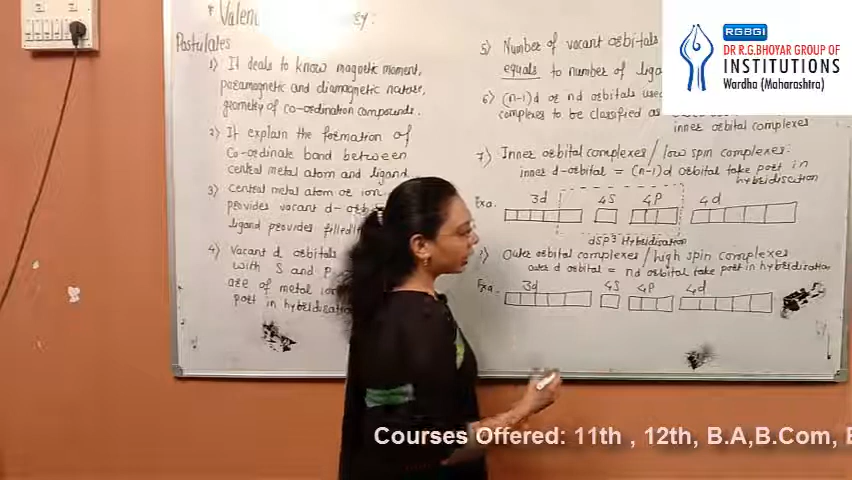 * Valen
Postulates
1) It deals to know magnetic moment,
paramagnetic and diamagnetic nature,
geometry of co-ordination compounds.
2) It explain the formation of
Co-ordinate bond between
central metal atom and ligand.
3) Central metal atom or ion
provides vacant d-
ligand provides filled
4) Vacant d orbitals
with S and P
are of metal ion
part in hybridisation
5) Number of vacant orbitals
equals to number of liga
6) (n-1)d or nd orbitals use
complexes to be classified as
inner orbital complexes
7) Inner orbital complexes / low spin complexes:
inner d-orbital = (n-1)d orbital take part in
hybridisation
Exa. 3d 4S 4P 4d
dSP³ Hybridisation
Outer orbital complexes / high spin complexes
outer d orbital = nd orbital take part in hybridization
Exa. 3d 4S 4P 4d
RGBGI
DR R.G.BHOYAR GROUP OF
INSTITUTIONS
Wardha (Maharashtra)
Courses Offered: 11th , 12th, B.A,B.Com,